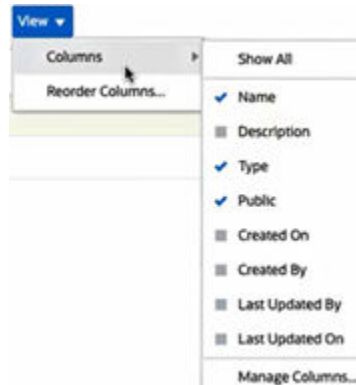 View
Columns
Reorder Columns...
Show All
Name
Description
Type
Public
Created On
Created By
Last Updated By
Last Updated On
Manage Columns...